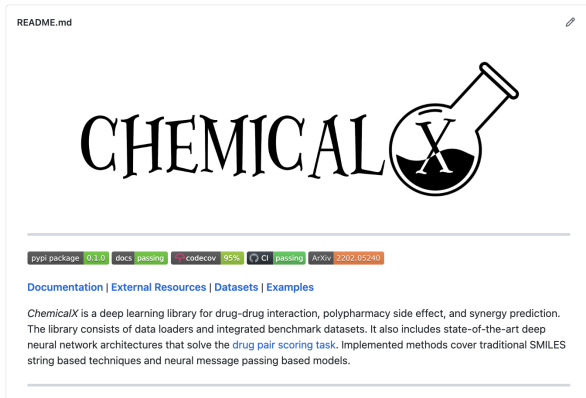 README.md
CHEMICAL X
pypi package 0.1.0 docs passing codecov 95% CI passing ArXiv 2202.05240
Documentation | External Resources | Datasets | Examples
ChemicalX is a deep learning library for drug-drug interaction, polypharmacy side effect, and synergy prediction.
The library consists of data loaders and integrated benchmark datasets. It also includes state-of-the-art deep
neural network architectures that solve the drug pair scoring task. Implemented methods cover traditional SMILES
string based techniques and neural message passing based models.